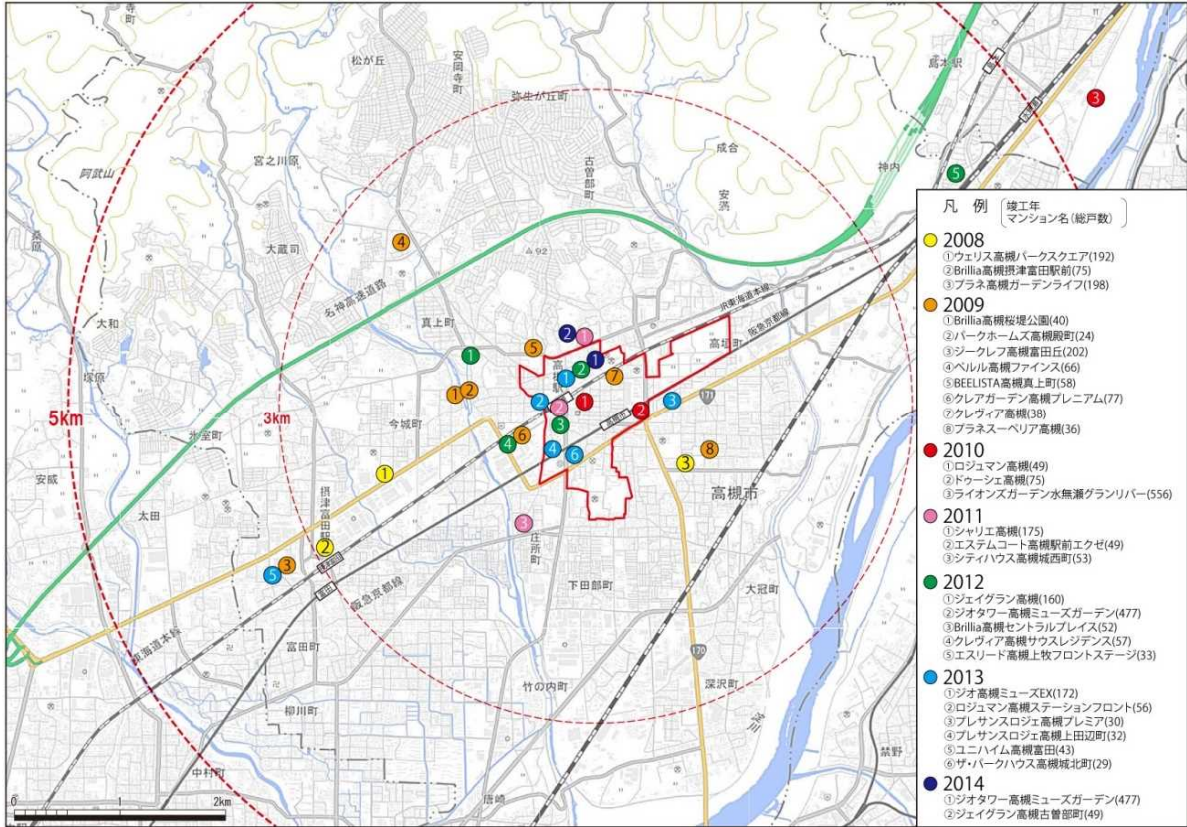 島本駅
松が丘
安岡寺町
弥生が丘町
宮之川原
成合
阿武山
古曽部町
安満
神内
桑原
大蔵司
92
名神高速道路
JR東海道本線
阪急京都線
大和
真上町
高垣町
塚原
高槻駅
171
5km
3km
今城町
氷室町
安威
太田
摂津富田駅
高槻市
庄所町
下田部町
大冠町
阪急京都線
東海道本線
富田町
170
竹の内町
深沢町
柳川町
中村町
唐崎
禁野
0 1 2km
凡 例
竣工年
マンション名(総戸数)
2008
①ウェリス高槻パークスクエア(192)
②Brillia高槻摂津富田駅前(75)
③プラネ高槻ガーデンライフ(198)
2009
①Brillia高槻桜堤公園(40)
②パークホームズ高槻殿町(24)
③ジークレフ高槻富田丘(202)
④ベルル高槻ファインス(66)
⑤BEELISTA高槻真上町(58)
⑥クレアガーデン高槻プレニアム(77)
⑦クレヴィア高槻(38)
⑧プラネスーペリア高槻(36)
2010
①ロジュマン高槻(49)
②ドゥーシェ高槻(75)
③ライオンズガーデン水無瀬グランリバー(556)
2011
①シャリエ高槻(175)
②エステムコート高槻駅前エクゼ(49)
③シティハウス高槻城西町(53)
2012
①ジェイグラン高槻(160)
②ジオタワー高槻ミューズガーデン(477)
③Brillia高槻セントラルプレイス(52)
④クレヴィア高槻サウスレジデンス(57)
⑤エスリード高槻上牧フロントステージ(33)
2013
①ジオ高槻ミューズEX(172)
②ロジュマン高槻ステーションフロント(56)
③プレサンスロジェ高槻プレミア(30)
④プレサンスロジェ高槻上田辺町(32)
⑤ユニハイム高槻富田(43)
⑥ザ・パークハウス高槻城北町(29)
2014
①ジオタワー高槻ミューズガーデン(477)
②ジェイグラン高槻古曽部町(49)